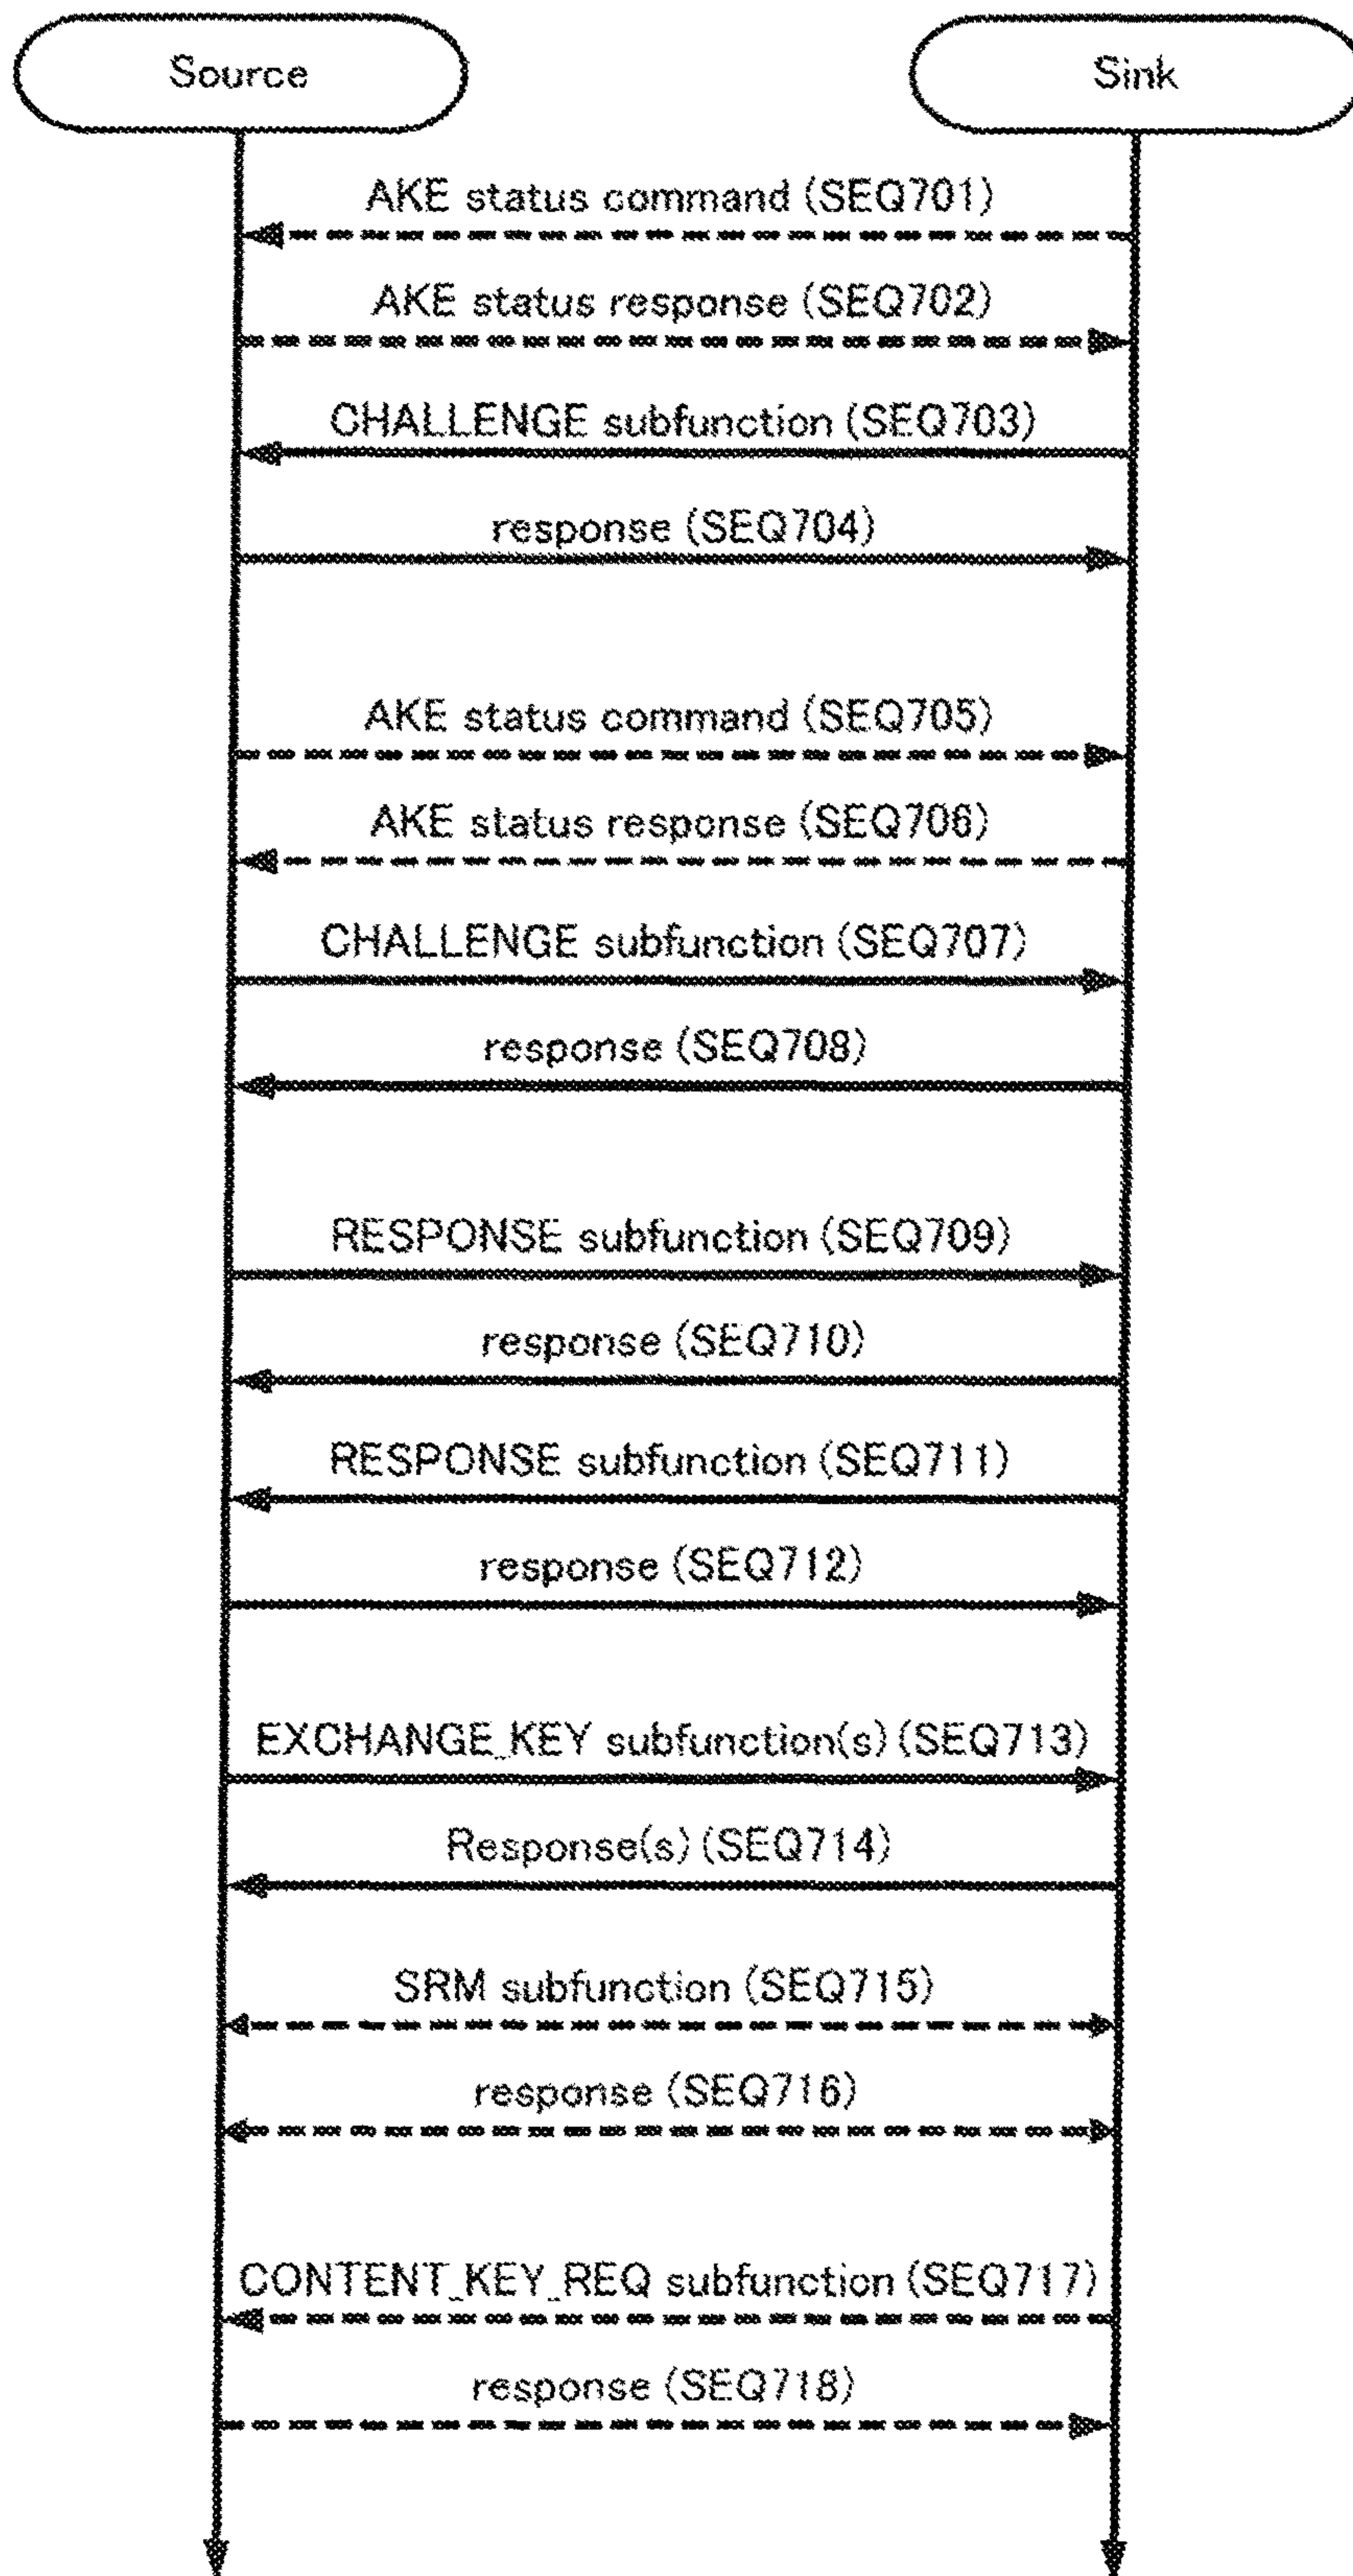 Source
Sink
AKE status command (SEQ701)
AKE status response (SEQ702)
CHALLENGE subfunction (SEQ703)
response (SEQ704)
AKE status command (SEQ705)
AKE status response (SEQ706)
CHALLENGE subfunction (SEQ707)
response (SEQ708)
RESPONSE subfunction (SEQ709)
response (SEQ710)
RESPONSE subfunction (SEQ711)
response (SEQ712)
EXCHANGE_KEY subfunction(s) (SEQ713)
Response(s) (SEQ714)
SRM subfunction (SEQ715)
response (SEQ716)
CONTENT_KEY_REQ subfunction (SEQ717)
response (SEQ718)